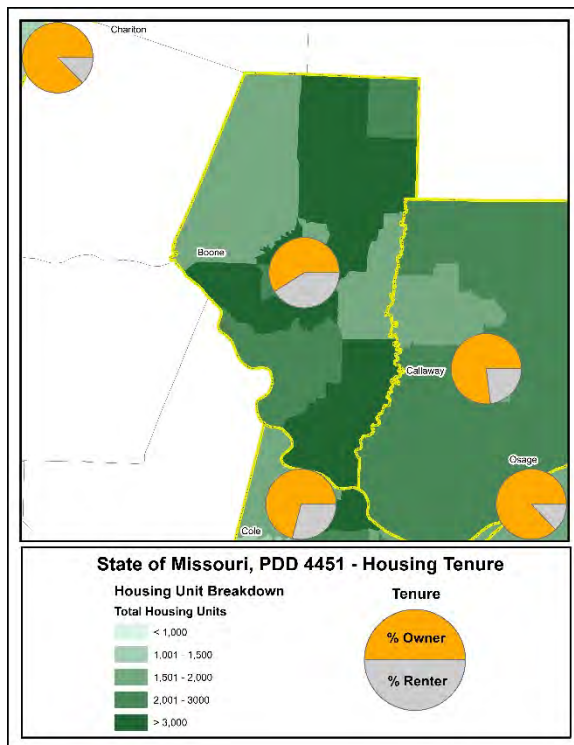 Chariton
Boone
Callaway
Osage
Cole
State of Missouri, PDD 4451 - Housing Tenure
Housing Unit Breakdown
Total Housing Units
< 1,000
1,001 - 1,500
1,501 - 2,000
2,001 - 3000
> 3,000
Tenure
% Owner
% Renter